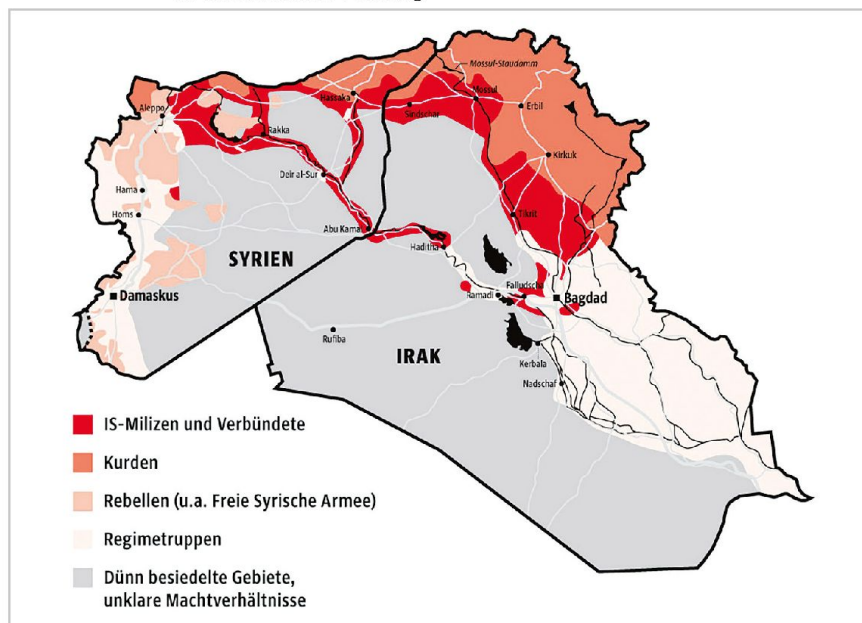 Mossul-Staudamm
Hassaka
Mossul
Aleppo
Sindschar
Erbil
Rakka
Kirkuk
Deir al-Sur
Hama
Tikrit
Homs
Abu Kamal
Haditha
SYRIEN
Falludscha
Damaskus
Ramadi
Bagdad
Rutba
IRAK
Kerbala
Nadschaf
IS-Milizen und Verbündete
Kurden
Rebellen (u.a. Freie Syrische Armee)
Regimetruppen
Dünn besiedelte Gebiete,
unklare Machtverhältnisse